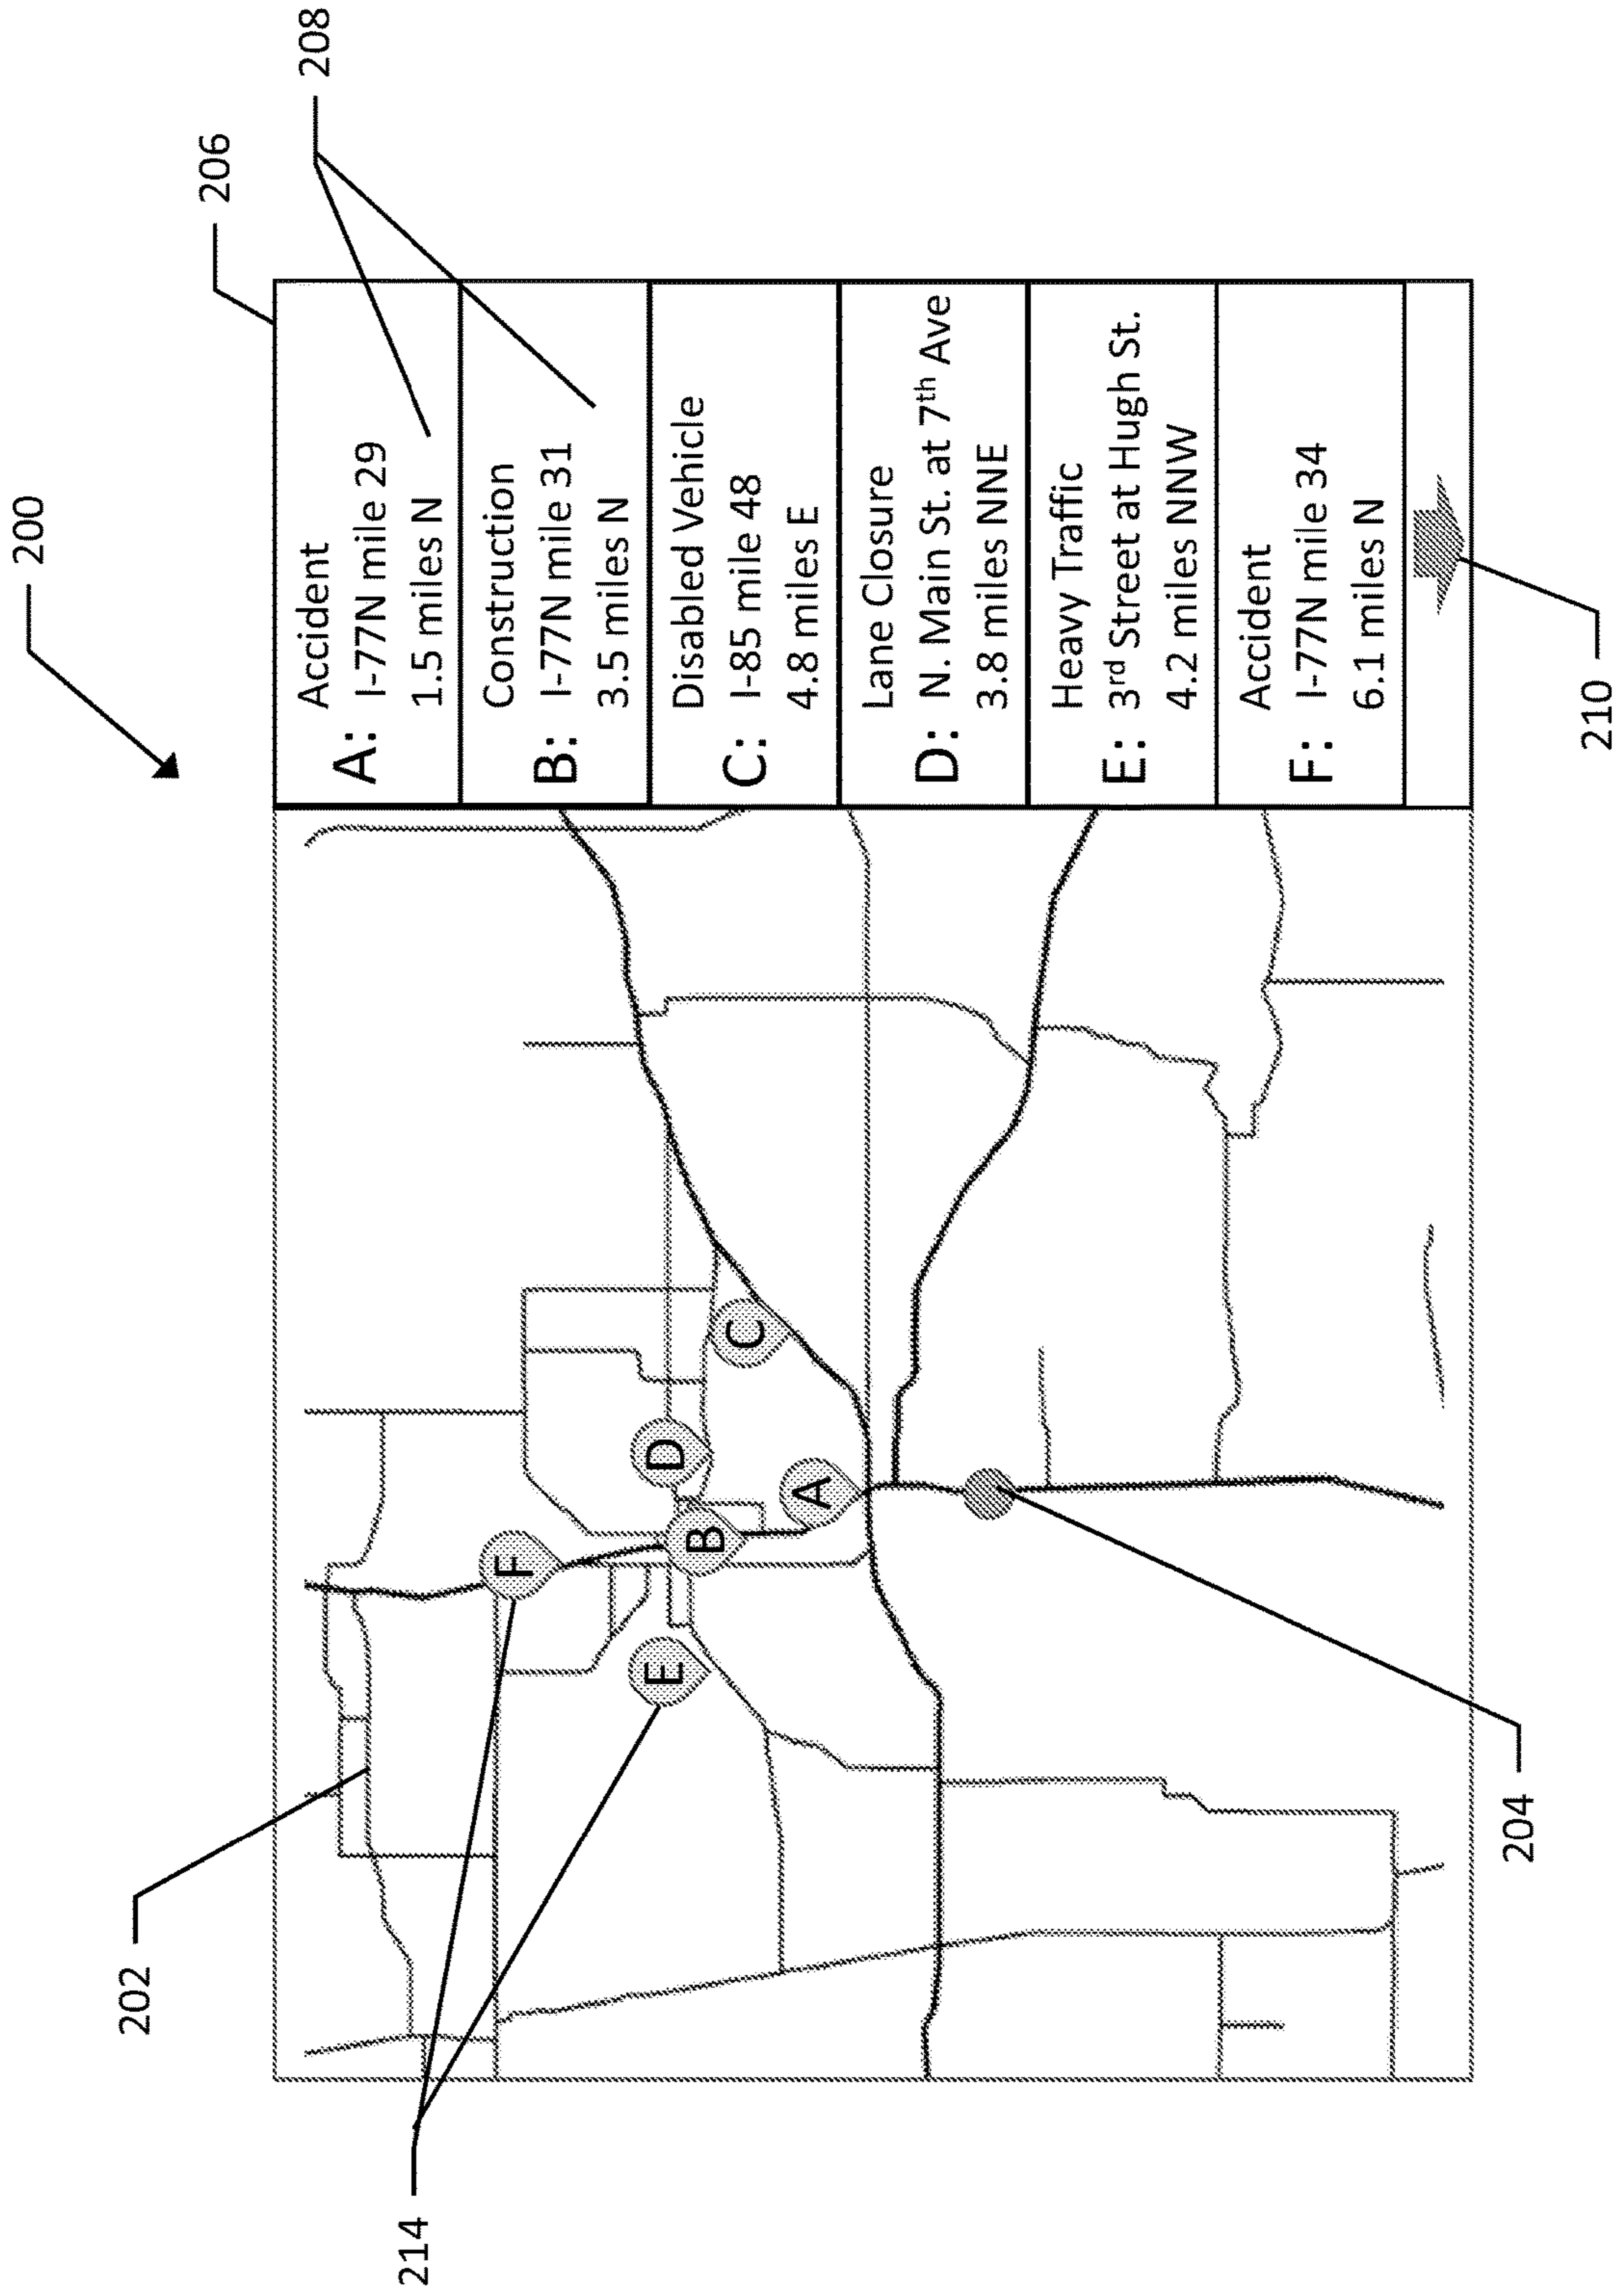 200
206
208
202
214
F
E
D
B
C
A
A:
Accident
I-77N mile 29
1.5 miles N
B:
Construction
I-77N mile 31
3.5 miles N
C:
Disabled Vehicle
I-85 mile 48
4.8 miles E
D:
Lane Closure
N. Main St. at 7th Ave
3.8 miles NNE
E:
Heavy Traffic
3rd Street at Hugh St.
4.2 miles NNW
F:
Accident
I-77N mile 34
6.1 miles N
204
210